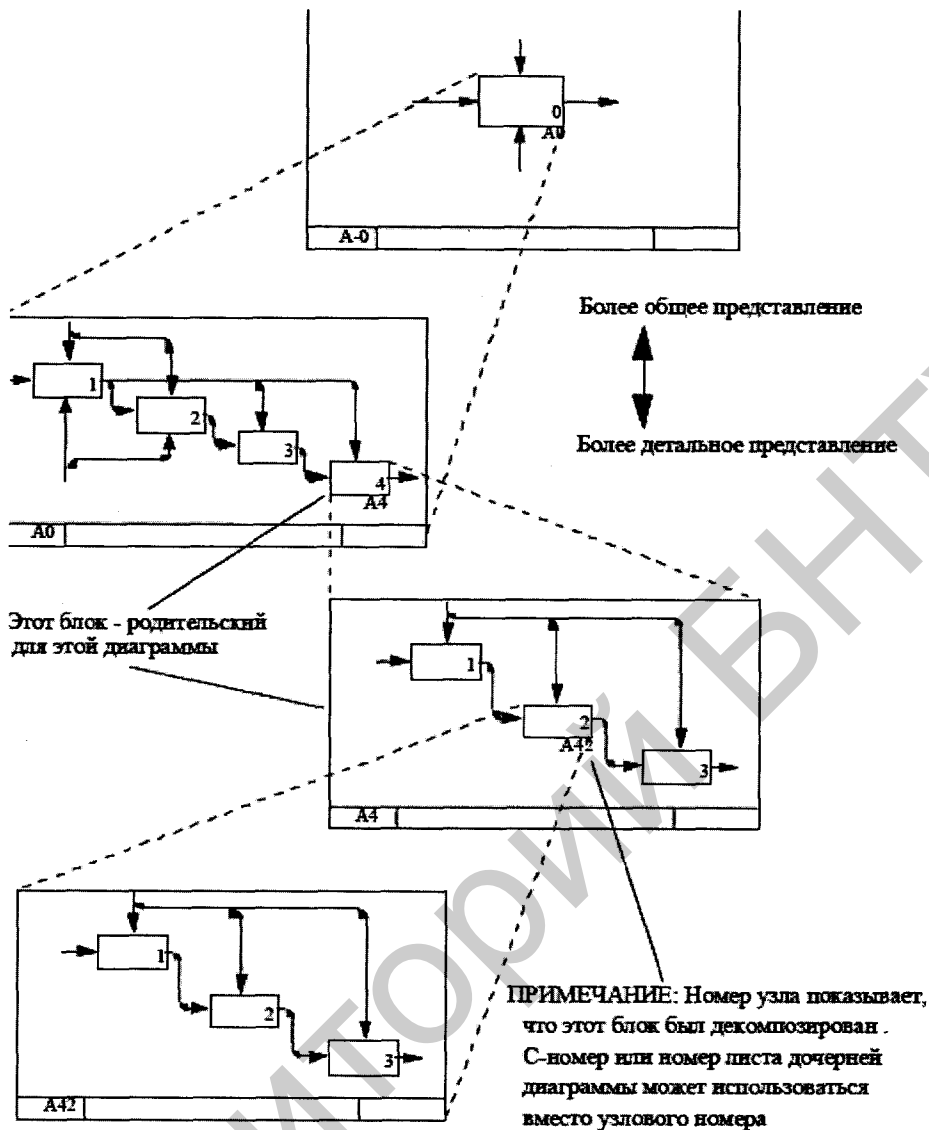 0
A0
A-0
Более общее представление
Более детальное представление
1
2
3
4
A4
A0
Этот блок - родительский
для этой диаграммы
1
2
A42
3
A4
1
2
3
A42
ПРИМЕЧАНИЕ: Номер узла показывает,
что этот блок был декомпозирован .
С-номер или номер листа дочерней
диаграммы может использоваться
вместо узлового номера
иторий БНТ